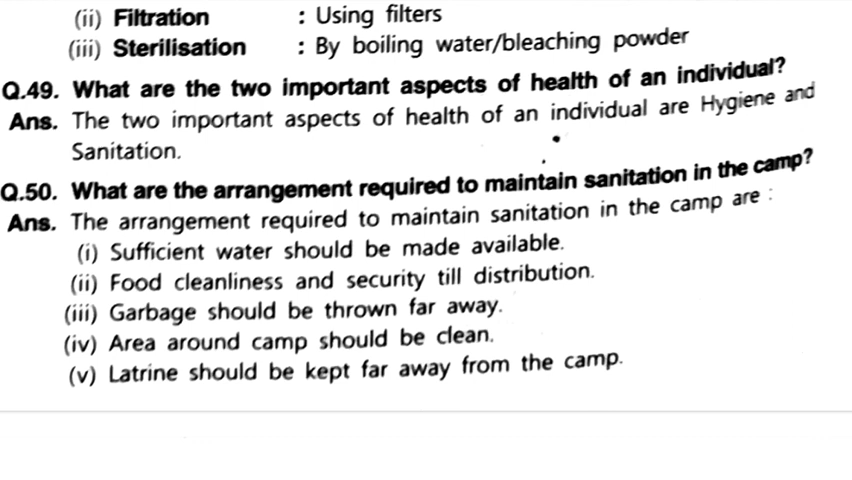 (ii) Filtration : Using filters
(iii) Sterilisation : By boiling water/bleaching powder
Q.49. What are the two important aspects of health of an individual?
Ans. The two important aspects of health of an individual are Hygiene and
Sanitation.
Q.50. What are the arrangement required to maintain sanitation in the camp?
Ans. The arrangement required to maintain sanitation in the camp are :
(i) Sufficient water should be made available.
(ii) Food cleanliness and security till distribution.
(iii) Garbage should be thrown far away.
(iv) Area around camp should be clean.
(v) Latrine should be kept far away from the camp.